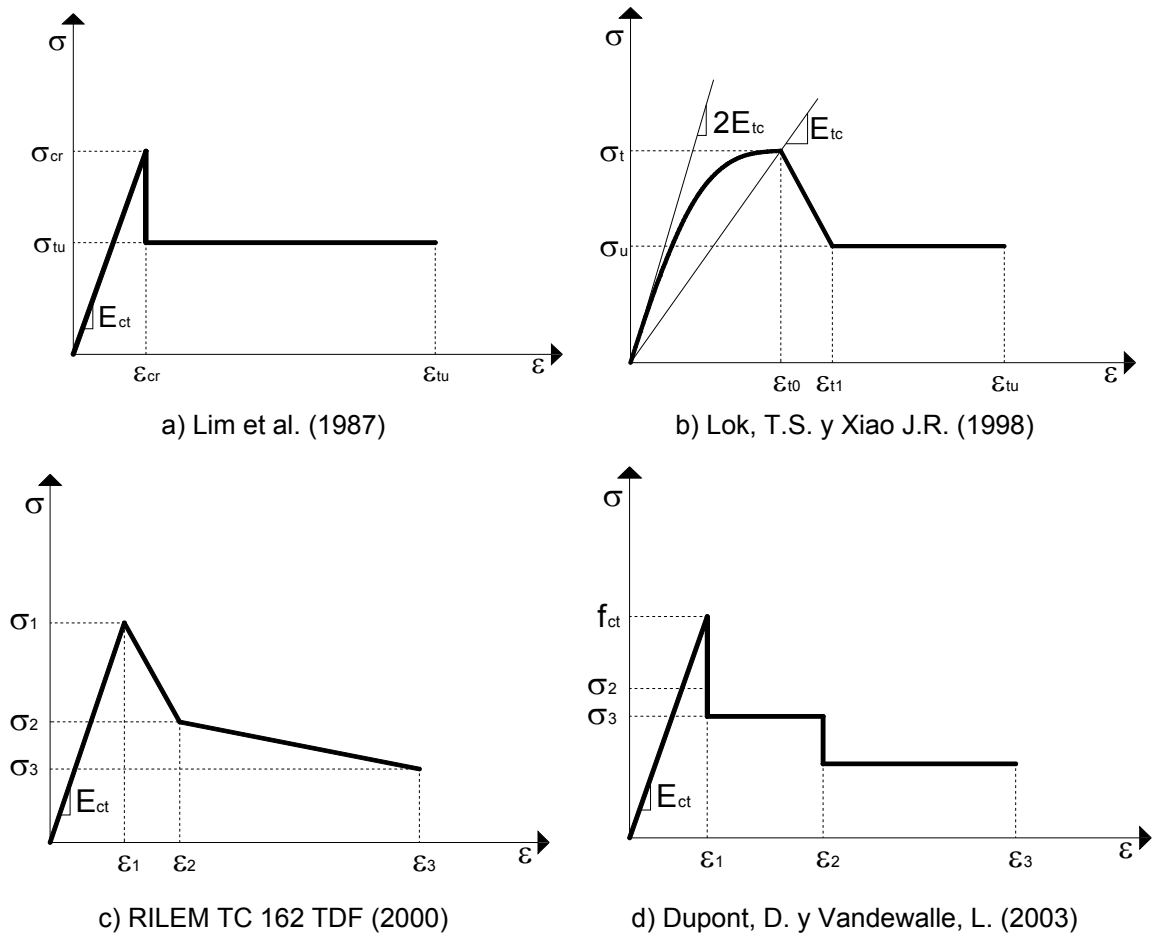 σ
σcr
σtu
Ect
εcr
εtu
ε
a) Lim et al. (1987)
σ
2Etc
Etc
σt
σu
εt0
εt1
εtu
ε
b) Lok, T.S. y Xiao J.R. (1998)
σ
σ1
σ2
σ3
Ect
ε1
ε2
ε3
ε
c) RILEM TC 162 TDF (2000)
σ
fct
σ2
σ3
Ect
ε1
ε2
ε3
ε
d) Dupont, D. y Vandewalle, L. (2003)